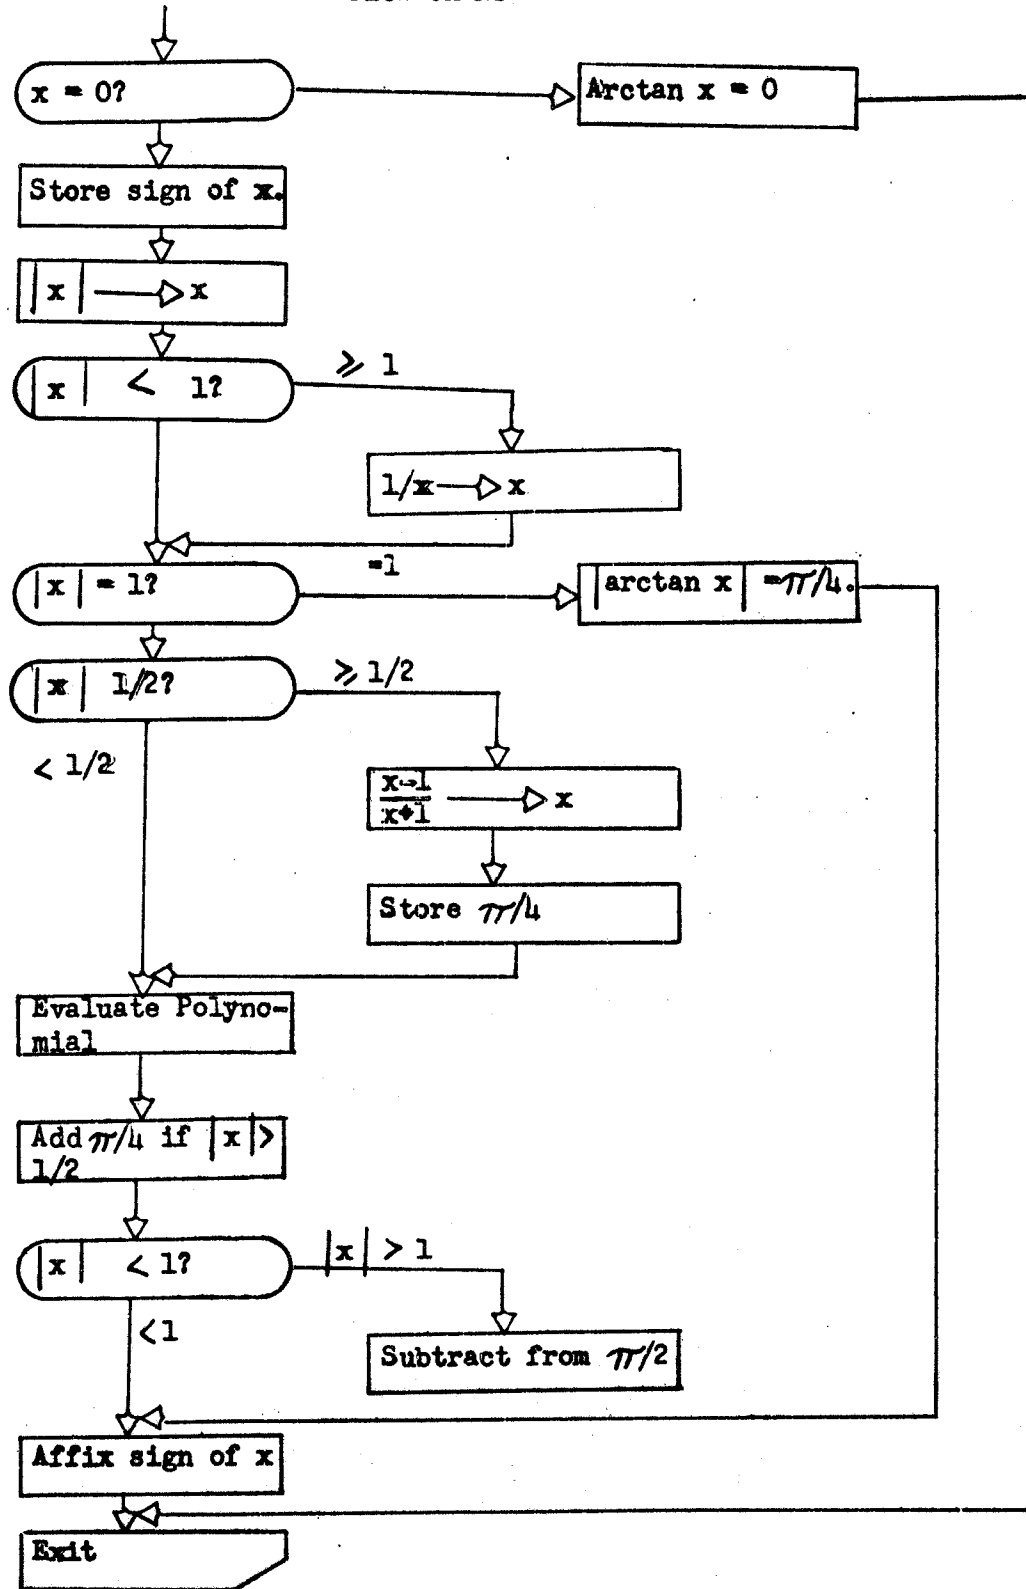 x = 0?
Arctan x = 0
Store sign of x.
|x| → x
|x| < 1?
≥ 1
1/x → x
=1
|x| = 1?
|arctan x| = π/4.
|x| 1/2?
≥ 1/2
< 1/2
x-1
x+1
→ x
Store π/4
Evaluate Polyno-
mial
Add π/4 if |x| >
1/2
|x| < 1?
|x| > 1
< 1
Subtract from π/2
Affix sign of x
Exit